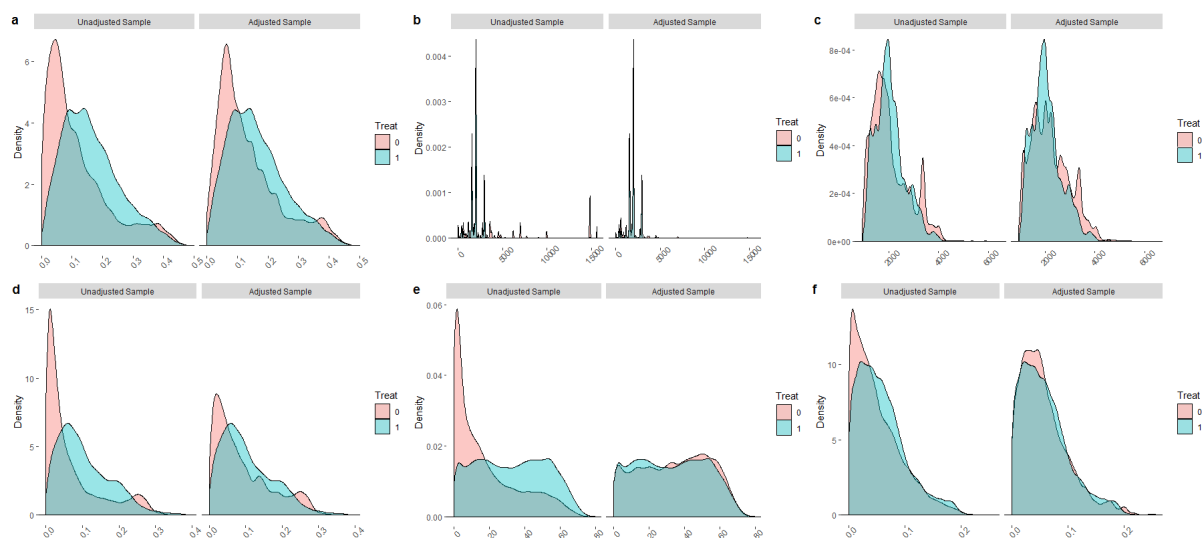 a
Unadjusted Sample
Adjusted Sample
Density
6
4
2
0
0.0
0.1
0.2
0.3
0.4
0.5
0.0
0.1
0.2
0.3
0.4
0.5
Treat
0
1
b
Unadjusted Sample
Adjusted Sample
Density
0.004
0.003
0.002
0.001
0.000
0
5000
10000
15000
0
5000
10000
15000
Treat
0
1
c
Unadjusted Sample
Adjusted Sample
Density
8e-04
6e-04
4e-04
2e-04
0e+00
2000
4000
6000
2000
4000
6000
Treat
0
1
d
Unadjusted Sample
Adjusted Sample
Density
15
10
5
0
0.0
0.1
0.2
0.3
0.4
0.0
0.1
0.2
0.3
0.4
Treat
0
1
e
Unadjusted Sample
Adjusted Sample
Density
0.06
0.04
0.02
0.00
0
20
40
60
80
0
20
40
60
80
Treat
0
1
f
Unadjusted Sample
Adjusted Sample
Density
10
5
0
0.0
0.1
0.2
0.0
0.1
0.2
Treat
0
1